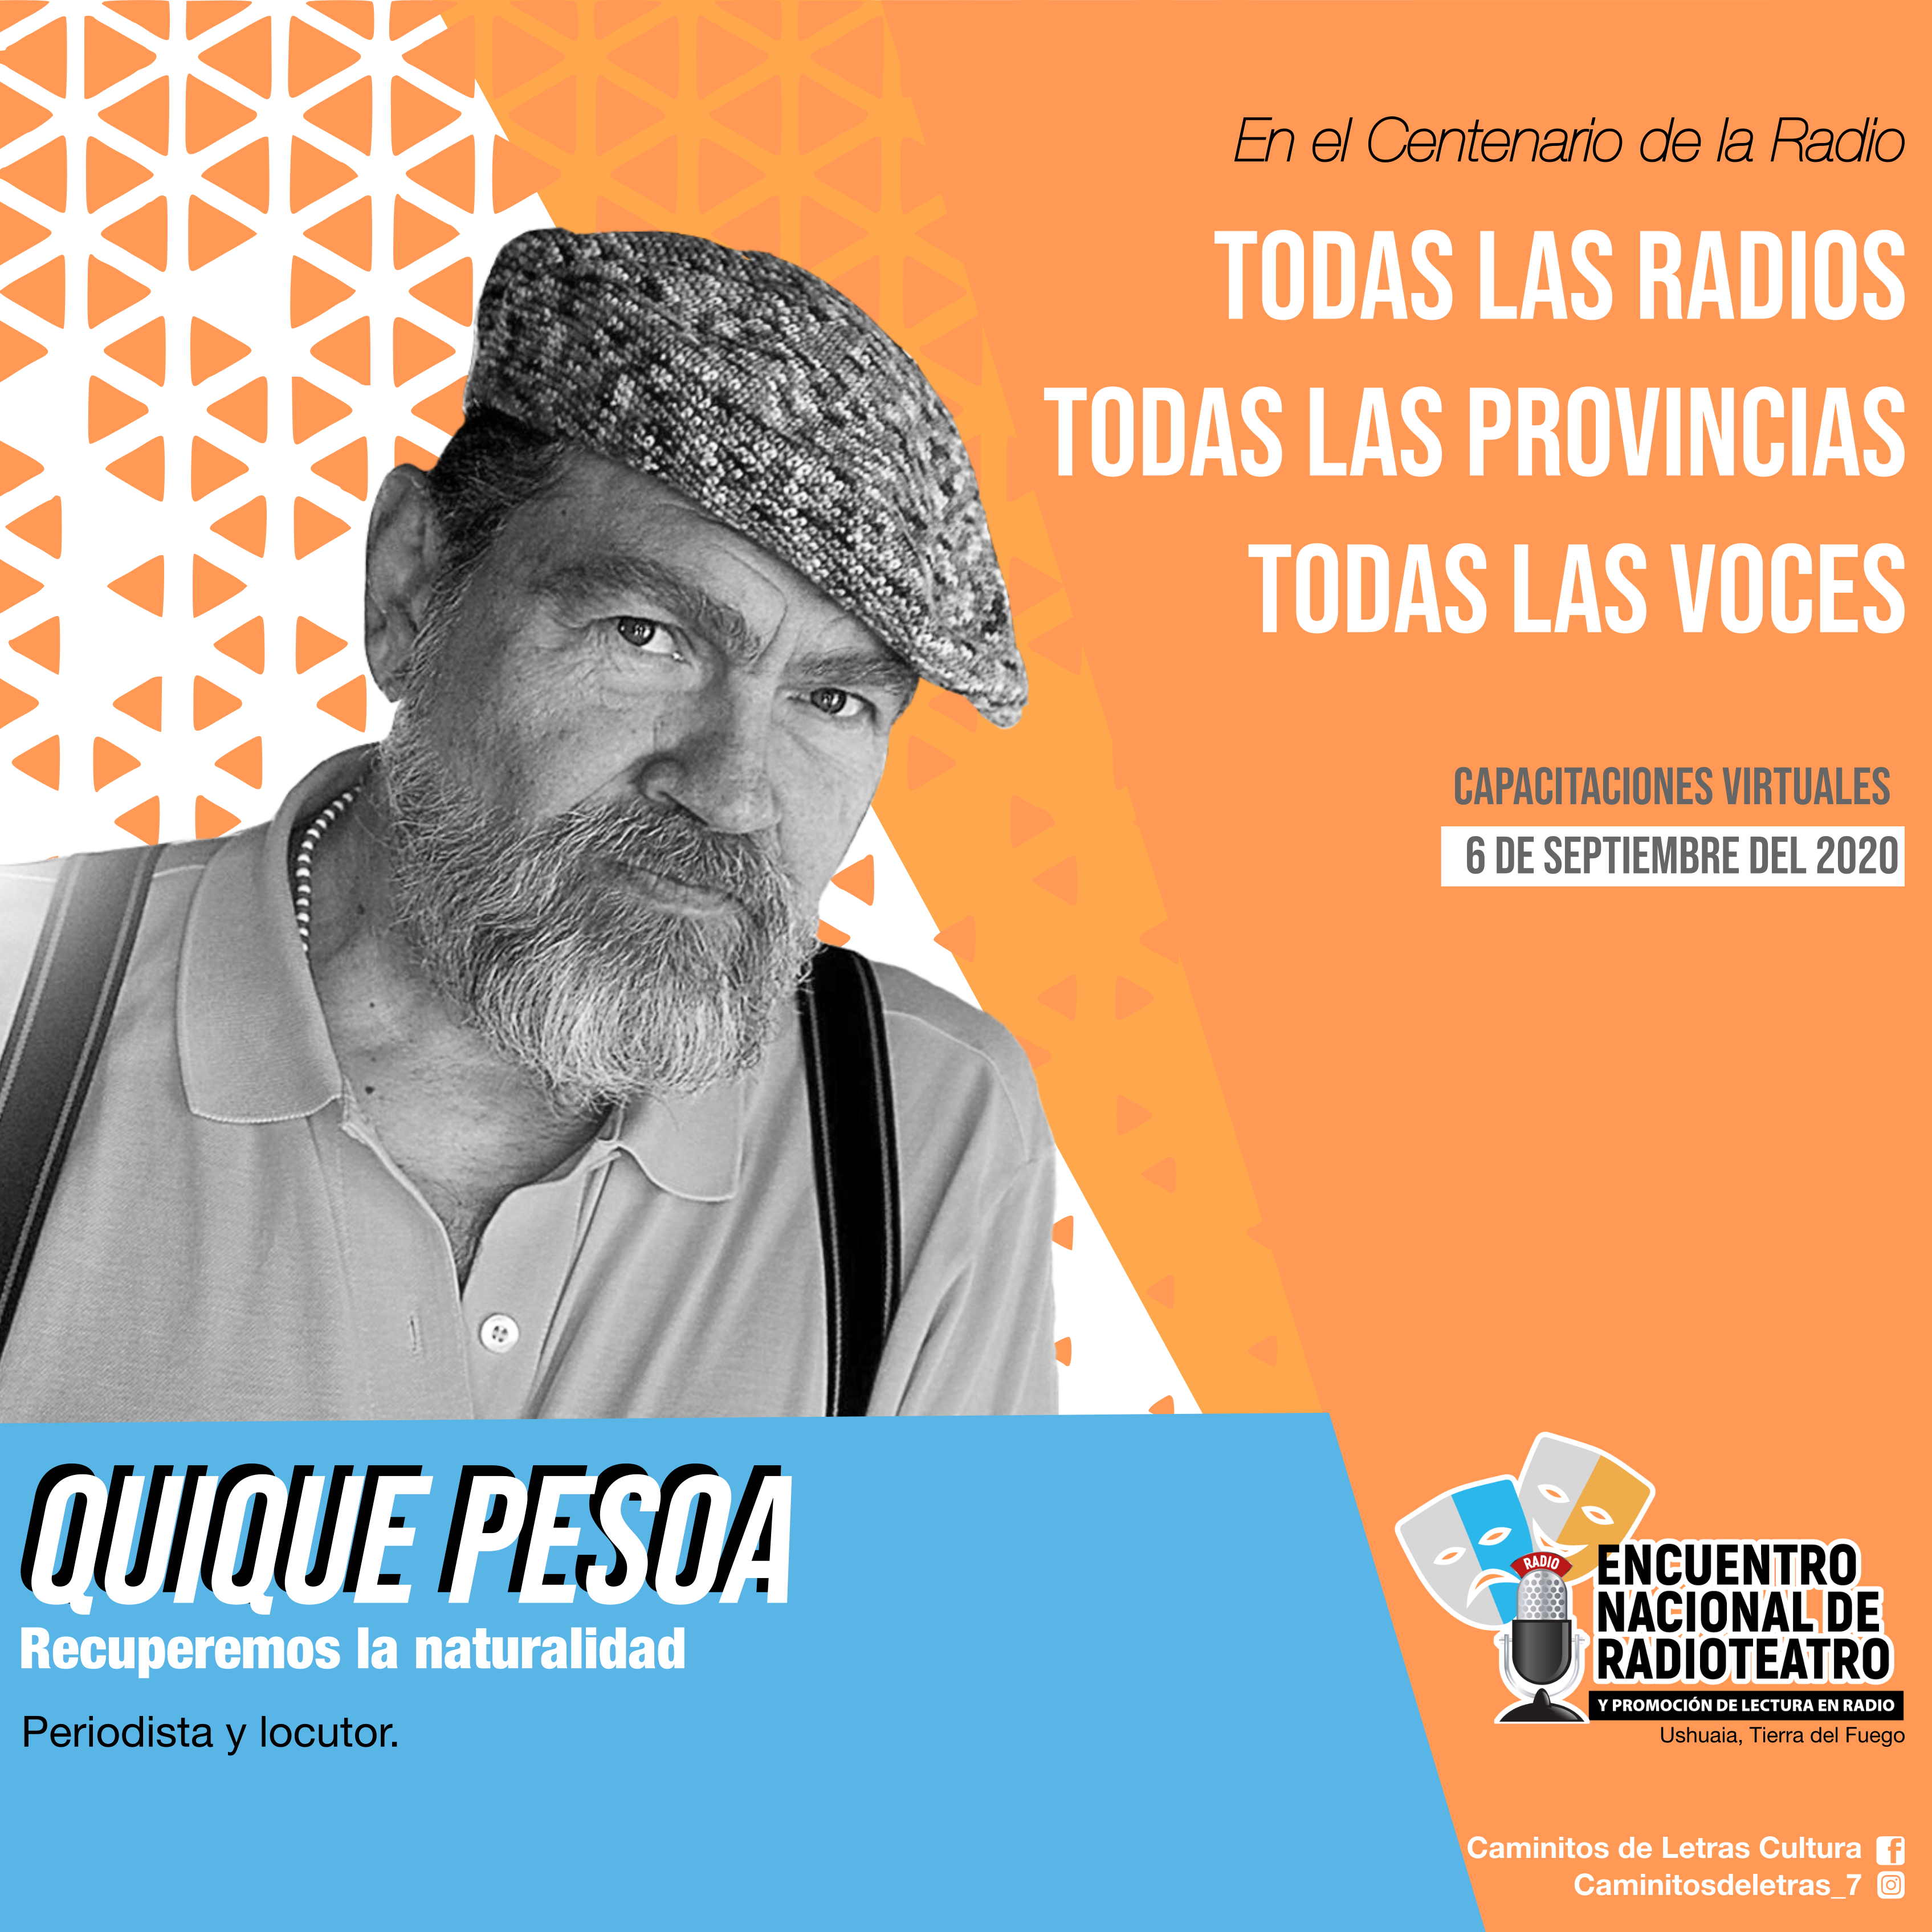 En el Centenario de la Radio
TODAS LAS RADIOS
TODAS LAS PROVINCIAS
TODAS LAS VOCES
CAPACITACIONES VIRTUALES
6 DE SEPTIEMBRE DEL 2020
QUIQUE PESOA
Recuperemos la naturalidad
Periodista y locutor.
RADIO
ENCUENTRO
NACIONAL DE
RADIOTEATRO
Y PROMOCIÓN DE LECTURA EN RADIO
Ushuaia, Tierra del Fuego
Caminitos de Letras Cultura
Caminitosdeletras_7